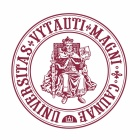 UNIVERSITAS ✦ VYTAUTI ✦ MAGNI ✦ CAUNAE ✦